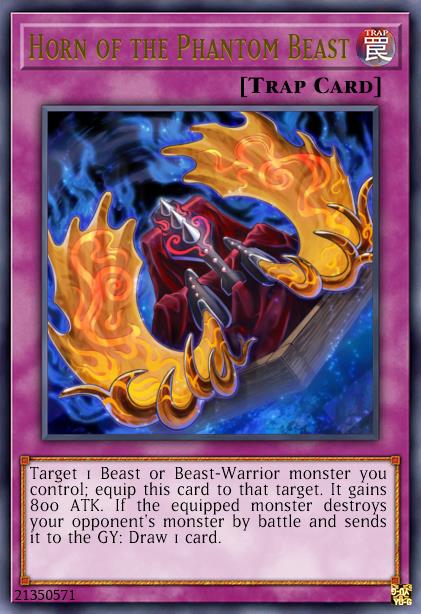 HORN OF THE PHANTOM BEAST
TRAP
罠
[TRAP CARD]
Target 1 Beast or Beast-Warrior monster you
control; equip this card to that target. It gains
800 ATK. If the equipped monster destroys
your opponent's monster by battle and sends
it to the GY: Draw 1 card.
21350571